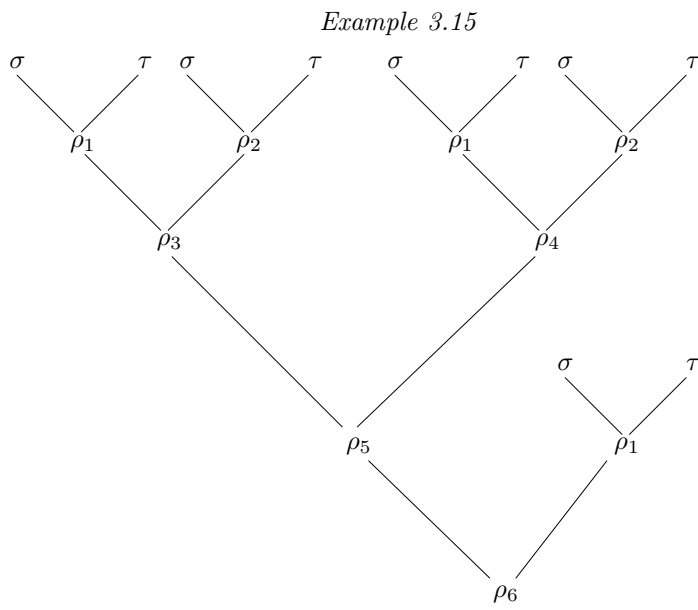 Example 3.15
σ τ σ τ σ τ σ τ
ρ₁ ρ₂ ρ₁ ρ₂
ρ₃ ρ₄
σ τ
ρ₅ ρ₁
ρ₆